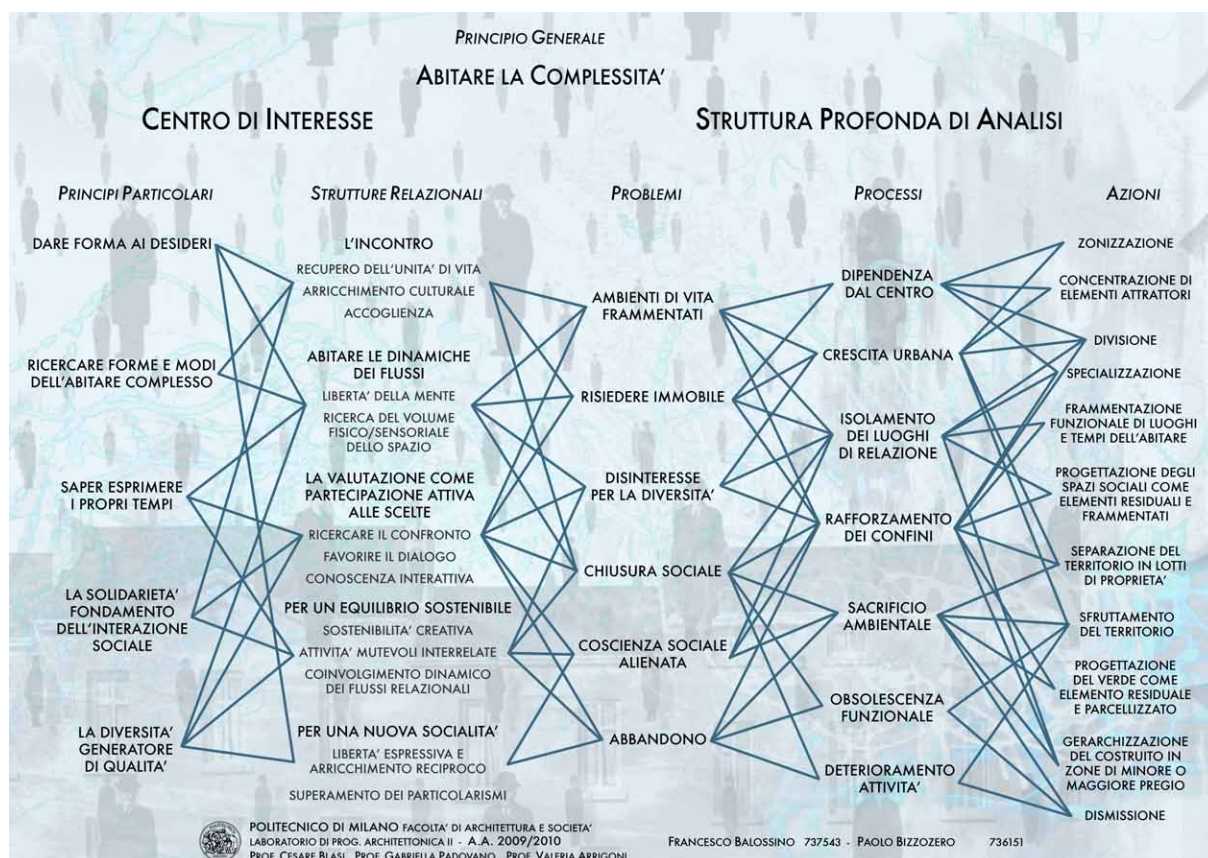 PRINCIPIO GENERALE
ABITARE LA COMPLESSITA'
CENTRO DI INTERESSE
STRUTTURA PROFONDA DI ANALISI
PRINCIPI PARTICOLARI
DARE FORMA AI DESIDERI
RICERCARE FORME E MODI
DELL'ABITARE COMPLESSO
SAPER ESPRIMERE
I PROPRI TEMPI
LA SOLIDARIETA'
FONDAMENTO
DELL'INTERAZIONE
SOCIALE
LA DIVERSITA'
GENERATORE
DI QUALITA'
STRUTTURE RELAZIONALI
L'INCONTRO
RECUPERO DELL'UNITA' DI VITA
ARRICCHIMENTO CULTURALE
ACCOGLIENZA
ABITARE LE DINAMICHE
DEI FLUSSI
LIBERTA' DELLA MENTE
RICERCA DEL VOLUME
FISICO/SENSORIALE
DELLO SPAZIO
LA VALUTAZIONE COME
PARTECIPAZIONE ATTIVA
ALLE SCELTE
RICERCARE IL CONFRONTO
FAVORIRE IL DIALOGO
CONOSCENZA INTERATTIVA
PER UN EQUILIBRIO SOSTENIBILE
SOSTENIBILITA' CREATIVA
ATTIVITA' MUTEVOLI INTERRELATE
COINVOLGIMENTO DINAMICO
DEI FLUSSI RELAZIONALI
PER UNA NUOVA SOCIALITA'
LIBERTA' ESPRESSIVA E
ARRICCHIMENTO RECIPROCO
SUPERAMENTO DEI PARTICOLARISMI
PROBLEMI
AMBIENTI DI VITA
FRAMMENTATI
RISIEDERE IMMOBILE
DISINTERESSE
PER LA DIVERSITA'
CHIUSURA SOCIALE
COSCIENZA SOCIALE
ALIENATA
ABBANDONO
PROCESSI
DIPENDENZA
DAL CENTRO
CRESCITA URBANA
ISOLAMENTO
DEI LUOGHI
DI RELAZIONE
RAFFORZAMENTO
DEI CONFINI
SACRIFICIO
AMBIENTALE
OBSOLESCENZA
FUNZIONALE
DETERIORAMENTO
ATTIVITA'
AZIONI
ZONIZZAZIONE
CONCENTRAZIONE DI
ELEMENTI ATTRATTORI
DIVISIONE
SPECIALIZZAZIONE
FRAMMENTAZIONE
FUNZIONALE DI LUOGHI
E TEMPI DELL'ABITARE
PROGETTAZIONE DEGLI
SPAZI SOCIALI COME
ELEMENTI RESIDUALI E
FRAMMENTATI
SEPARAZIONE DEL
TERRITORIO IN LOTTI
DI PROPRIETA'
SFRUTTAMENTO
DEL TERRITORIO
PROGETTAZIONE
DEL VERDE COME
ELEMENTO RESIDUALE
E PARCELLIZZATO
GERARCHIZZAZIONE
DEL COSTRUITO IN
ZONE DI MINORE O
MAGGIORE PREGIO
DISMISSIONE
POLITECNICO DI MILANO FACOLTA' DI ARCHITETTURA E SOCIETA'
LABORATORIO DI PROG. ARCHITETTONICA II - A.A. 2009/2010
PROF. CESARE BLASI PROF. GABRIELLA PADOVANO PROF. VALERIA ARRIGONI
FRANCESCO BALOSSINO 737543 - PAOLO BIZZOZERO 736151